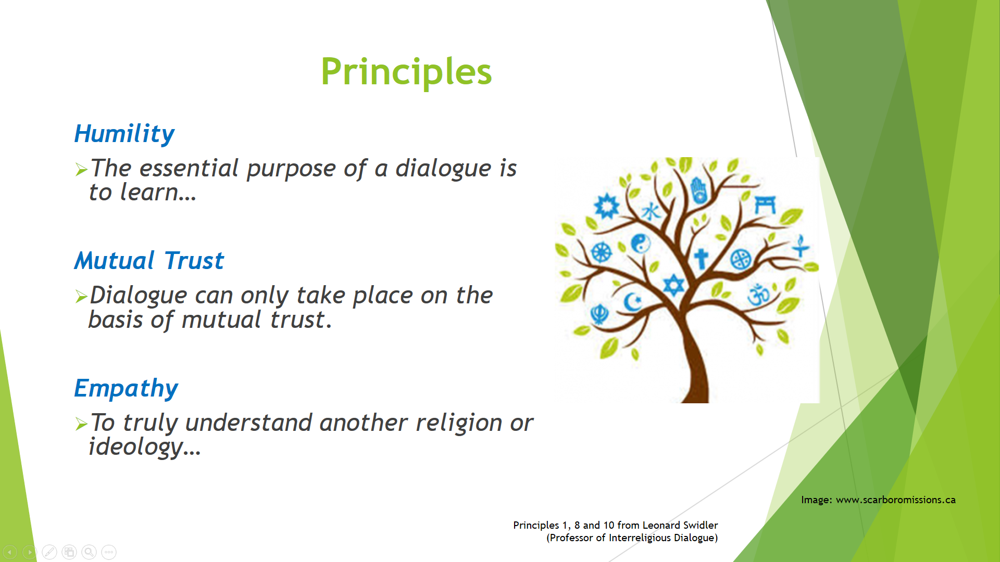 Principles
Humility
The essential purpose of a dialogue is
to learn…
Mutual Trust
Dialogue can only take place on the
basis of mutual trust.
Empathy
To truly understand another religion or
ideology…
水
ॐ
Image: www.scarboromissions.ca
Principles 1, 8 and 10 from Leonard Swidler
(Professor of Interreligious Dialogue)